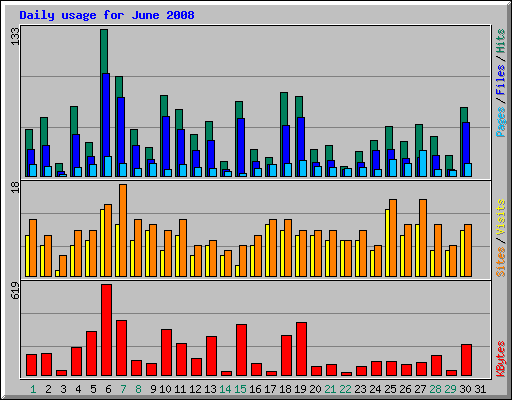 Daily usage for June 2008
133
Pages / Files / Hits
18
Sites / Visits
619
KBytes
1 2 3 4 5 6 7 8 9 10 11 12 13 14 15 16 17 18 19 20 21 22 23 24 25 26 27 28 29 30 31